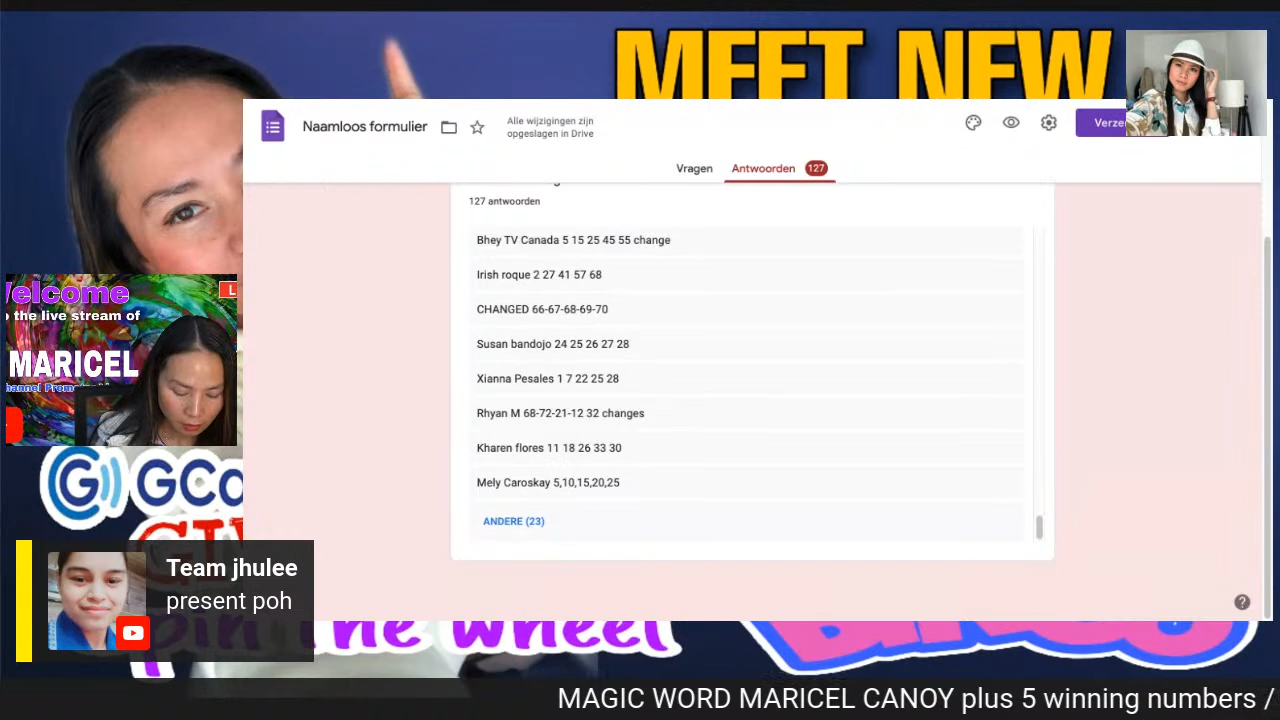 MEET NEW
Naamloos formulier
Alle wijzigingen zijn
opgeslagen in Drive
Vragen
Antwoorden 127
127 antwoorden
Bhey TV Canada 5 15 25 45 55 change
Irish roque 2 27 41 57 68
CHANGED 66-67-68-69-70
Susan bandojo 24 25 26 27 28
Xianna Pesales 1 7 22 25 28
Rhyan M 68-72-21-12 32 changes
Kharen flores 11 18 26 33 30
Mely Caroskay 5,10,15,20,25
ANDERE (23)
the live stream of
MARICEL
Team jhulee
present poh
the wheel
MAGIC WORD MARICEL CANOY plus 5 winning numbers /